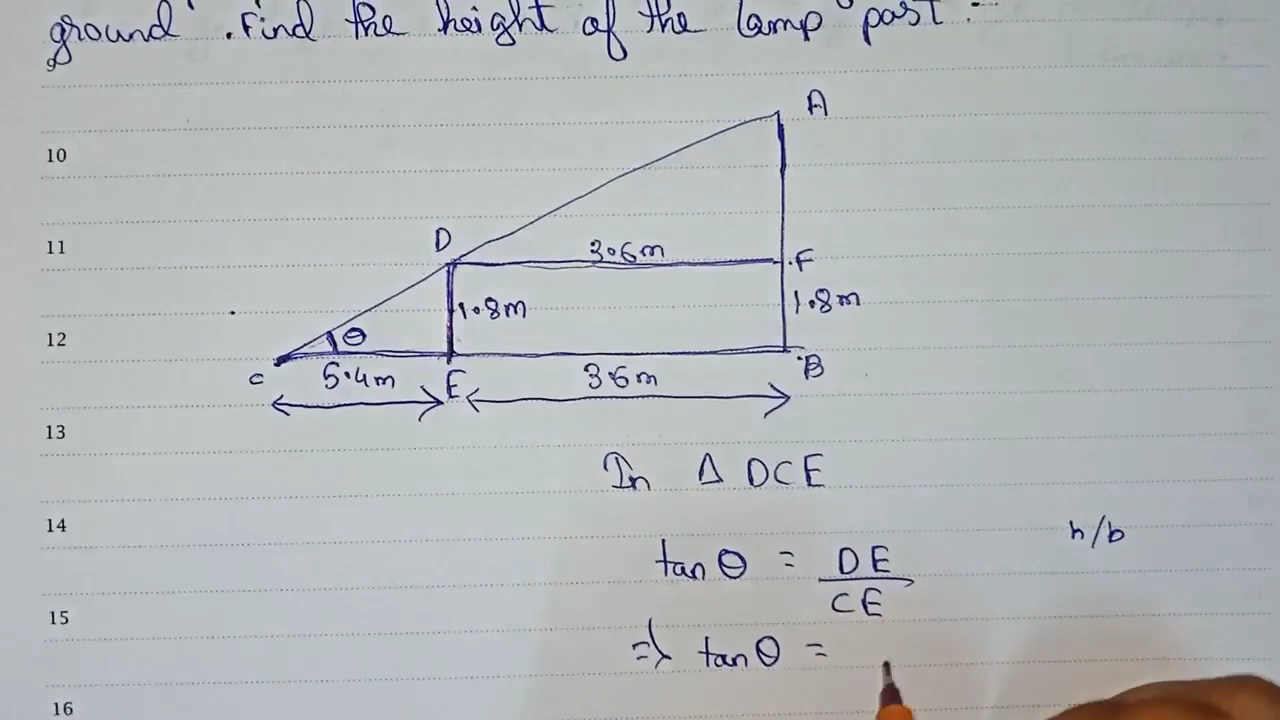 ground . Find the height of the lamp past :
A
10
11
D
3.6m
.F
1.8m
1.8m
12
θ
C
5.4m
E
3.6m
B
13
In Δ DCE
14
h/b
tan θ = DE
CE
15
=> tan θ =
16